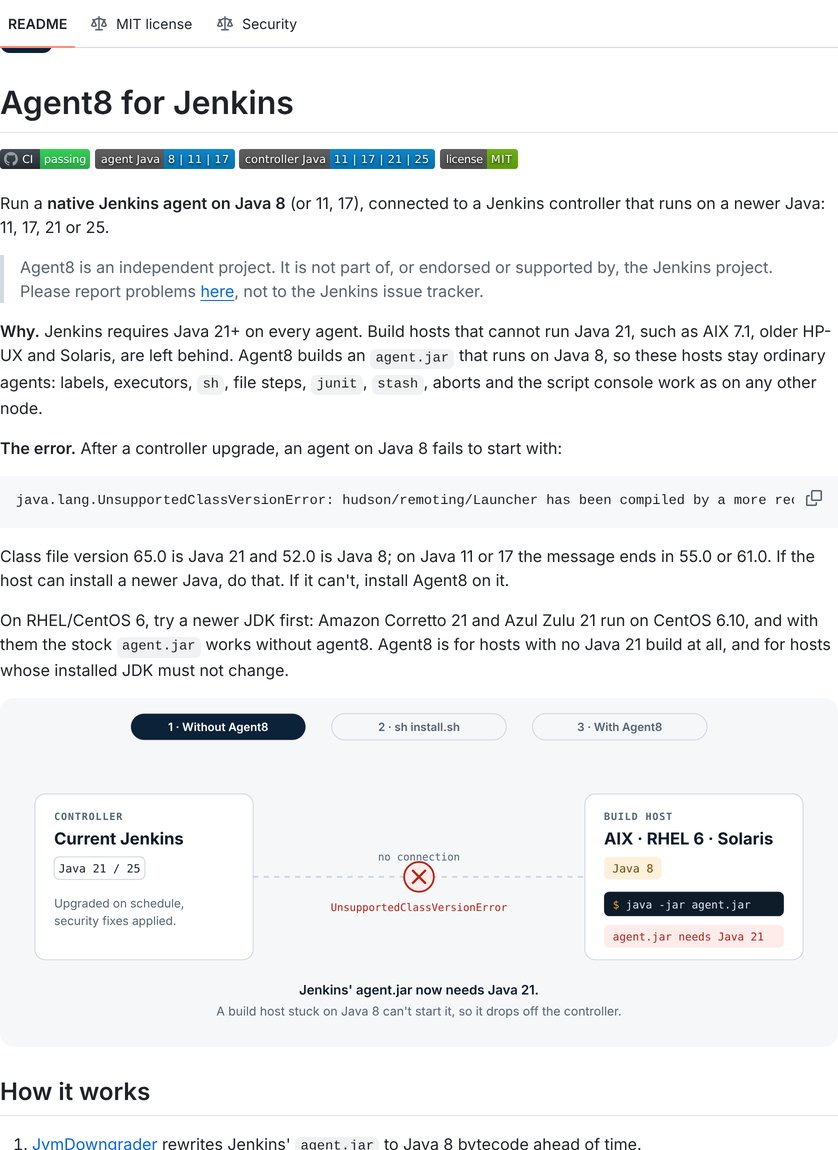 README MIT license Security
Agent8 for Jenkins
CI passing agent Java 8 | 11 | 17 controller Java 11 | 17 | 21 | 25 license MIT
Run a native Jenkins agent on Java 8 (or 11, 17), connected to a Jenkins controller that runs on a newer Java:
11, 17, 21 or 25.
Agent8 is an independent project. It is not part of, or endorsed or supported by, the Jenkins project.
Please report problems here, not to the Jenkins issue tracker.
Why. Jenkins requires Java 21+ on every agent. Build hosts that cannot run Java 21, such as AIX 7.1, older HP-
UX and Solaris, are left behind. Agent8 builds an agent.jar that runs on Java 8, so these hosts stay ordinary
agents: labels, executors, sh, file steps, junit, stash, aborts and the script console work as on any other
node.
The error. After a controller upgrade, an agent on Java 8 fails to start with:
java.lang.UnsupportedClassVersionError: hudson/remoting/Launcher has been compiled by a more rec
Class file version 65.0 is Java 21 and 52.0 is Java 8; on Java 11 or 17 the message ends in 55.0 or 61.0. If the
host can install a newer Java, do that. If it can't, install Agent8 on it.
On RHEL/CentOS 6, try a newer JDK first: Amazon Corretto 21 and Azul Zulu 21 run on CentOS 6.10, and with
them the stock agent.jar works without agent8. Agent8 is for hosts with no Java 21 build at all, and for hosts
whose installed JDK must not change.
1 · Without Agent8
2 · sh install.sh
3 · With Agent8
CONTROLLER
Current Jenkins
Java 21 / 25
Upgraded on schedule,
security fixes applied.
no connection
UnsupportedClassVersionError
BUILD HOST
AIX · RHEL 6 · Solaris
Java 8
$ java -jar agent.jar
agent.jar needs Java 21
Jenkins' agent.jar now needs Java 21.
A build host stuck on Java 8 can't start it, so it drops off the controller.
How it works
1. JvmDowngrader rewrites Jenkins' agent.jar to Java 8 bytecode ahead of time.